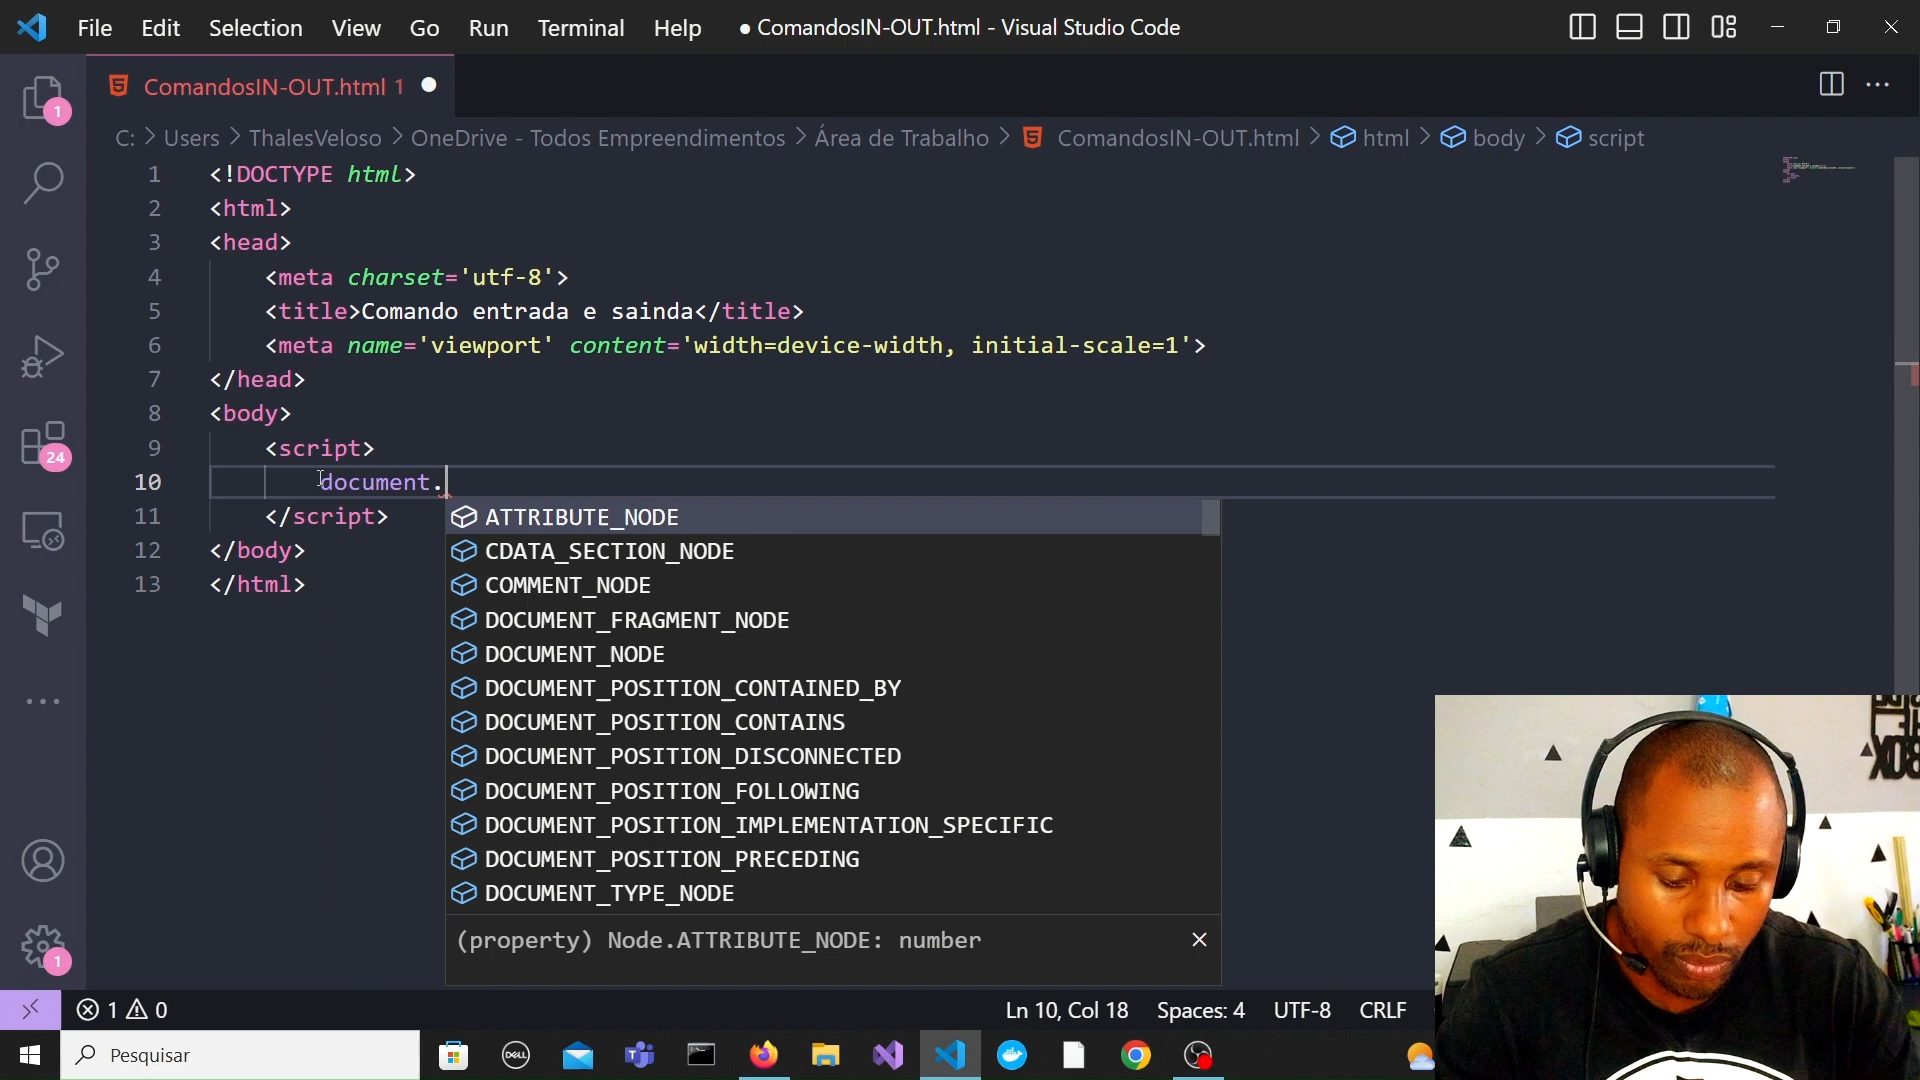 File Edit Selection View Go Run Terminal Help ● ComandosIN-OUT.html - Visual Studio Code
ComandosIN-OUT.html 1
1
C: > Users > ThalesVeloso > OneDrive - Todos Empreendimentos > Área de Trabalho > ComandosIN-OUT.html > html > body > script
1 <!DOCTYPE html>
2 <html>
3 <head>
4 <meta charset='utf-8'>
5 <title>Comando entrada e sainda</title>
6 <meta name='viewport' content='width=device-width, initial-scale=1'>
7 </head>
8 <body>
9 <script>
24
10 document.
11 </script>
12 </body>
13 </html>
ATTRIBUTE_NODE
CDATA_SECTION_NODE
COMMENT_NODE
DOCUMENT_FRAGMENT_NODE
DOCUMENT_NODE
DOCUMENT_POSITION_CONTAINED_BY
DOCUMENT_POSITION_CONTAINS
DOCUMENT_POSITION_DISCONNECTED
DOCUMENT_POSITION_FOLLOWING
DOCUMENT_POSITION_IMPLEMENTATION_SPECIFIC
DOCUMENT_POSITION_PRECEDING
DOCUMENT_TYPE_NODE
(property) Node.ATTRIBUTE_NODE: number
1
1 0 Ln 10, Col 18 Spaces: 4 UTF-8 CRLF
Pesquisar
DELL